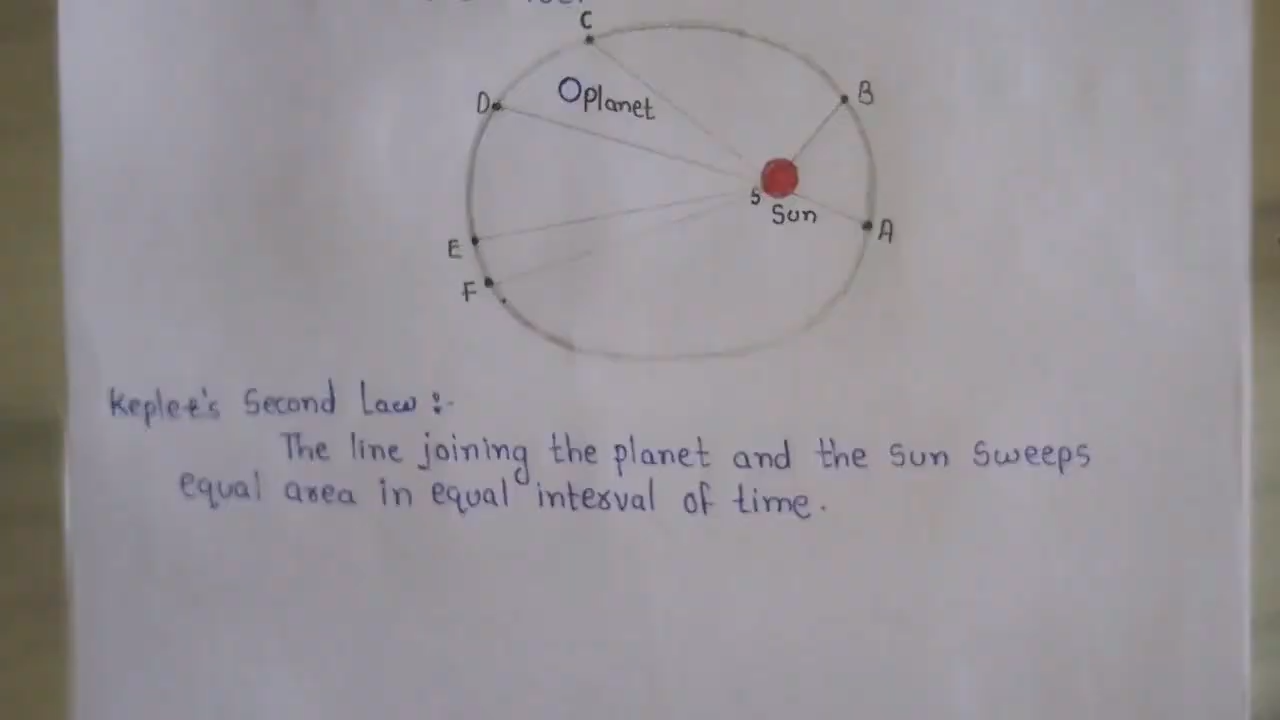 C
B
D
Planet
S
Sun
A
E
F
Kepler's Second Law :-
The line joining the planet and the sun sweeps
equal area in equal interval of time.